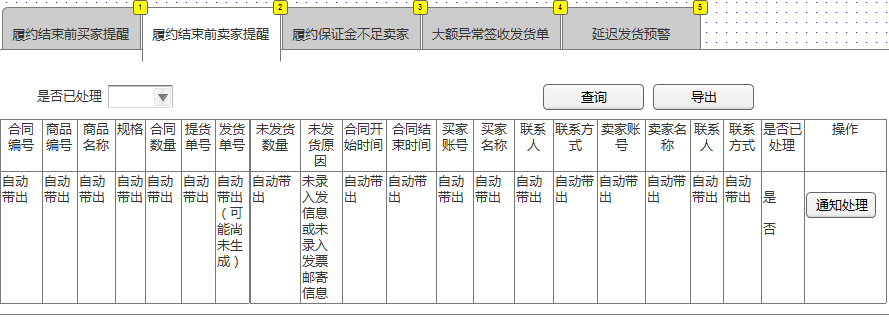 1 2 3 4 5
履约结束前买家提醒 履约结束前卖家提醒 履约保证金不足卖家 大额异常签收发货单 延迟发货预警
是否已处理 查询 导出
合同 商品 商品 规格 合同 提货 发货 未发货 未发 合同开 合同结 买家 买家 联系 联系方 卖家账 卖家名 联系 联系 是否已 操作
编号 编号 名称 数量 单号 单号 数量 货原 始时间 束时间 账号 名称 人 式 号 称 人 方式 处理
因
自动 自动 自动 自动 自动 自动 自动 自动带 未录 自动带 自动带 自动 自动 自动 自动带 自动带 自动带 自动 自动
带出 带出 带出 带出 带出 带出 带出 出 入发 出 出 带出 带出 带出 出 出 出 带出 带出 是
（可 信息 通知处理
能尚 或未 否
未生 录入
成） 发票
邮寄
信息